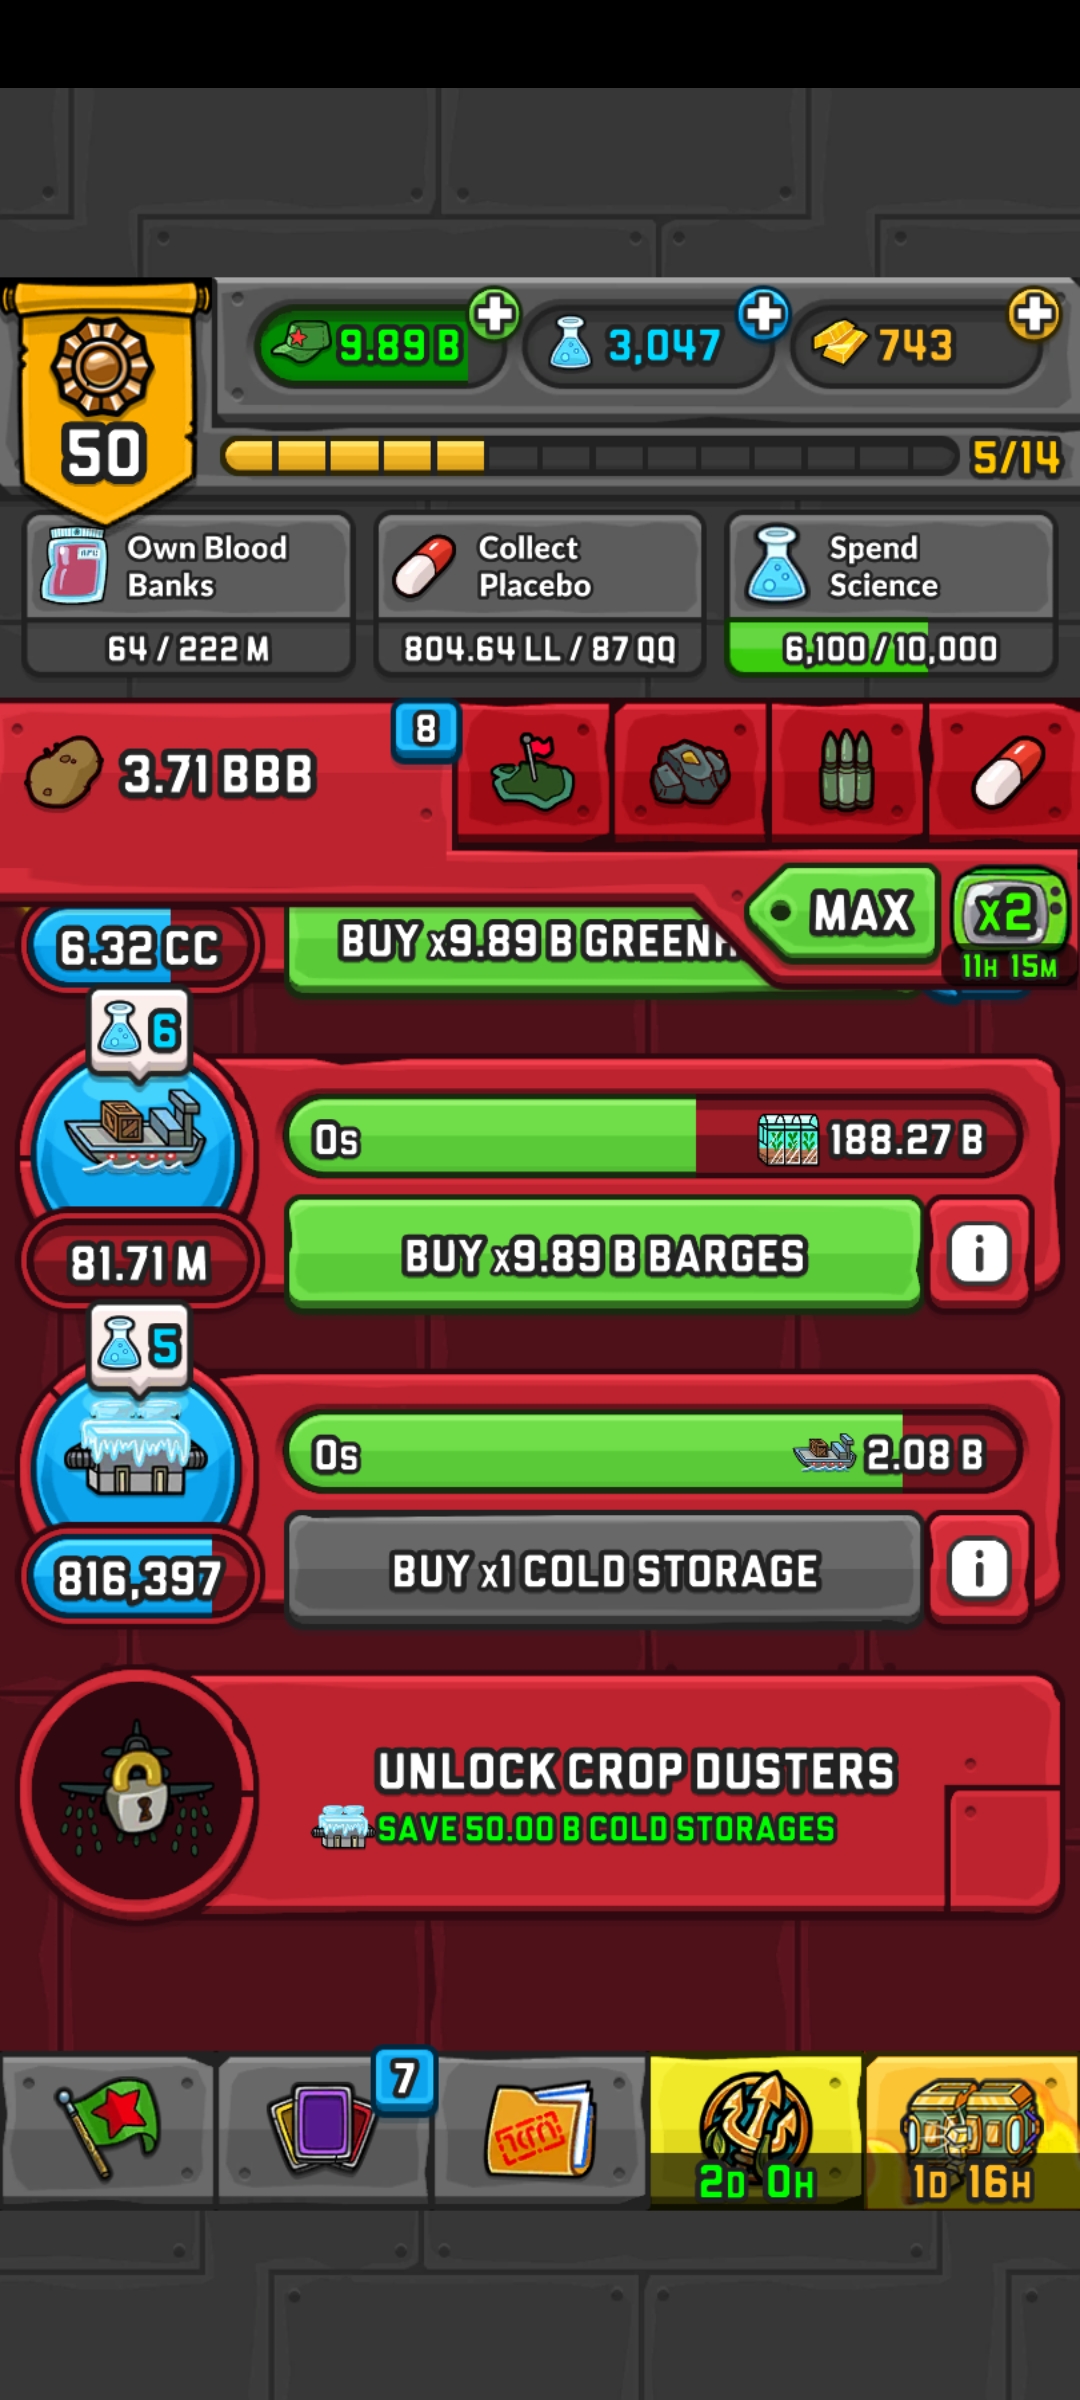 9.89 B
3,047
743
50
5/14
Own Blood
Banks
64 / 222 M
Collect
Placebo
804.64 LL / 87 QQ
Spend
Science
6,100 / 10,000
3.71 BBB
8
MAX
x2
11H 15M
6.32 CC
BUY x9.89 B GREENH
6
0s
188.27 B
81.71 M
BUY x9.89 B BARGES
i
5
0s
2.08 B
816,397
BUY x1 COLD STORAGE
i
UNLOCK CROP DUSTERS
SAVE 50.00 B COLD STORAGES
7
2D 0H
1D 16H